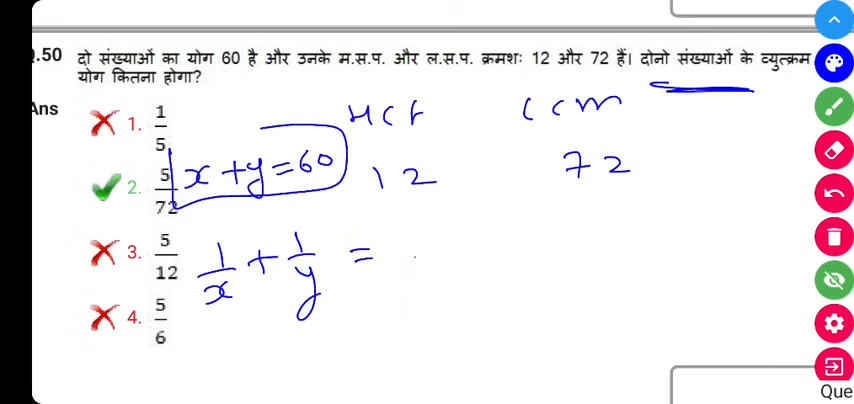 .50 दो संख्याओं का योग 60 है और उनके म.स.प. और ल.स.प. क्रमशः 12 और 72 हैं। दोनो संख्याओं के व्युत्क्रम
योग कितना होगा?
Ans
1. 1/5
2. 5/72
3. 5/12
4. 5/6
HCF LCM
x + y = 60 12 72
1/x + 1/y =
Que